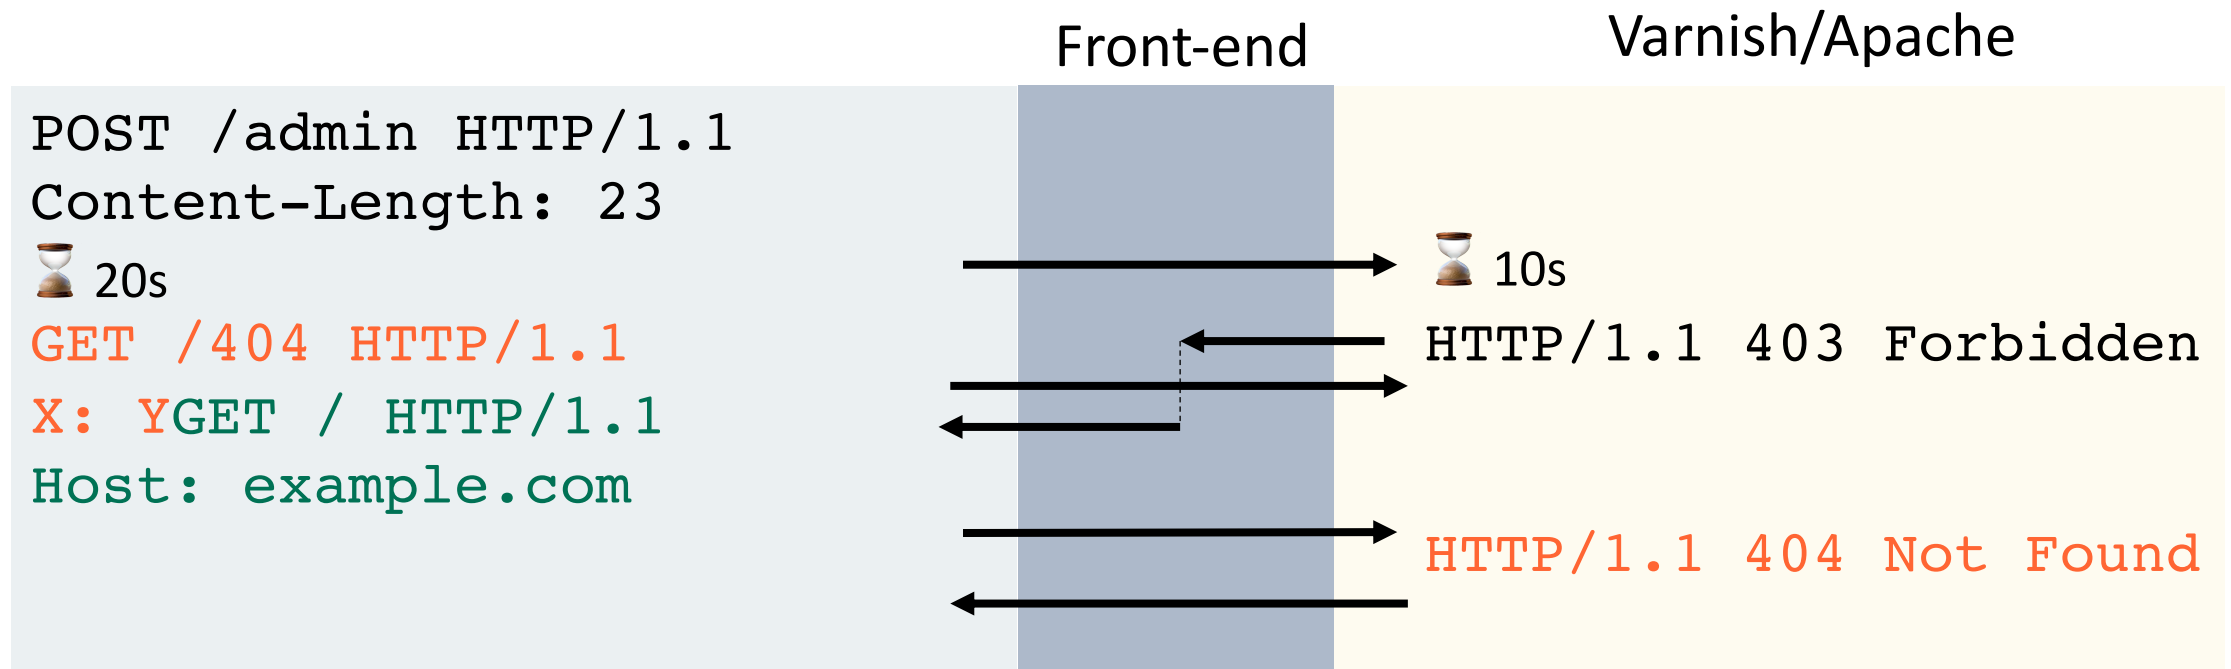 Front-end
Varnish/Apache
POST /admin HTTP/1.1
Content-Length: 23
20s
10s
GET /404 HTTP/1.1
HTTP/1.1 403 Forbidden
X: YGET / HTTP/1.1
Host: example.com
HTTP/1.1 404 Not Found